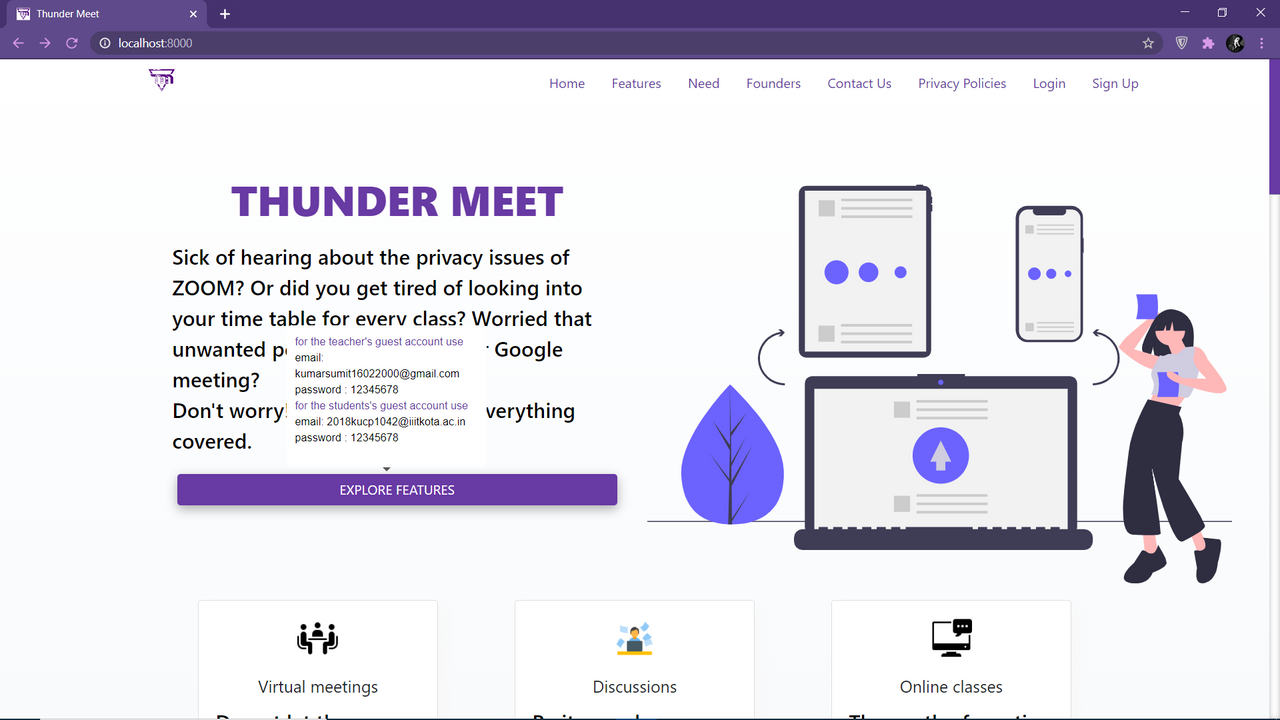 Thunder Meet
localhost:8000
Home Features Need Founders Contact Us Privacy Policies Login Sign Up
THUNDER MEET
Sick of hearing about the privacy issues of
ZOOM? Or did you get tired of looking into
your time table for every class? Worried that
unwanted Google
meeting?
Don't worry! everything
covered.
for the teacher's guest account use
email:
kumarsumit16022000@gmail.com
password : 12345678
for the students's guest account use
email: 2018kucp1042@iiitkota.ac.in
password : 12345678
EXPLORE FEATURES
Virtual meetings
Discussions
Online classes